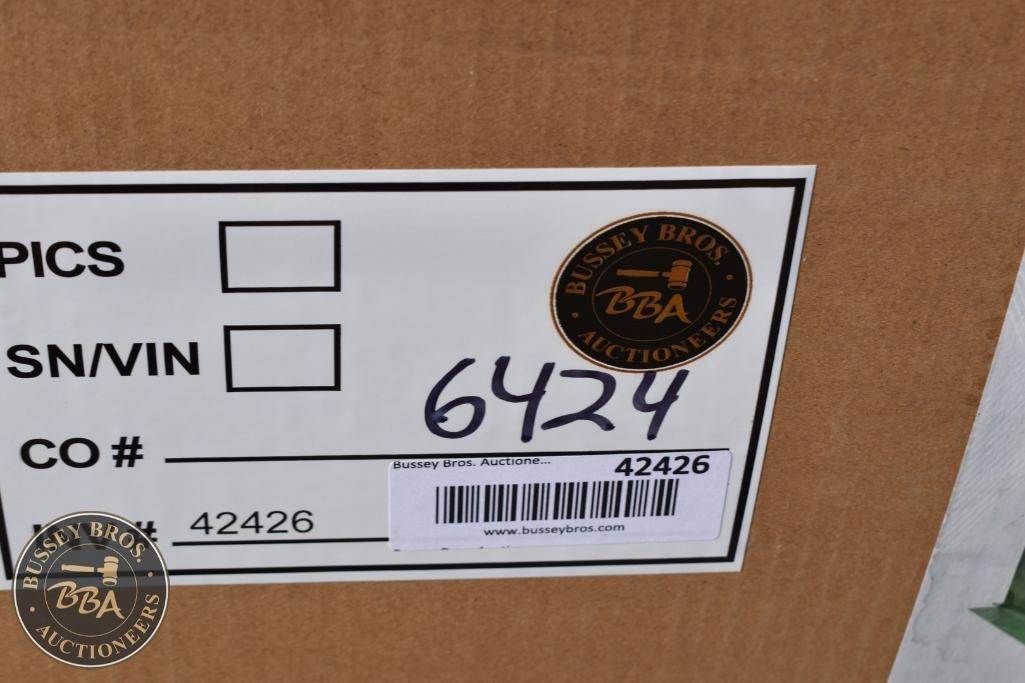 PICS
BUSSEY BROS.
BBA
AUCTIONEERS
SN/VIN
6424
CO #
Bussey Bros. Auctione... 42426
www.busseybros.com
# 42426
BUSSEY BROS.
BBA
AUCTIONEERS